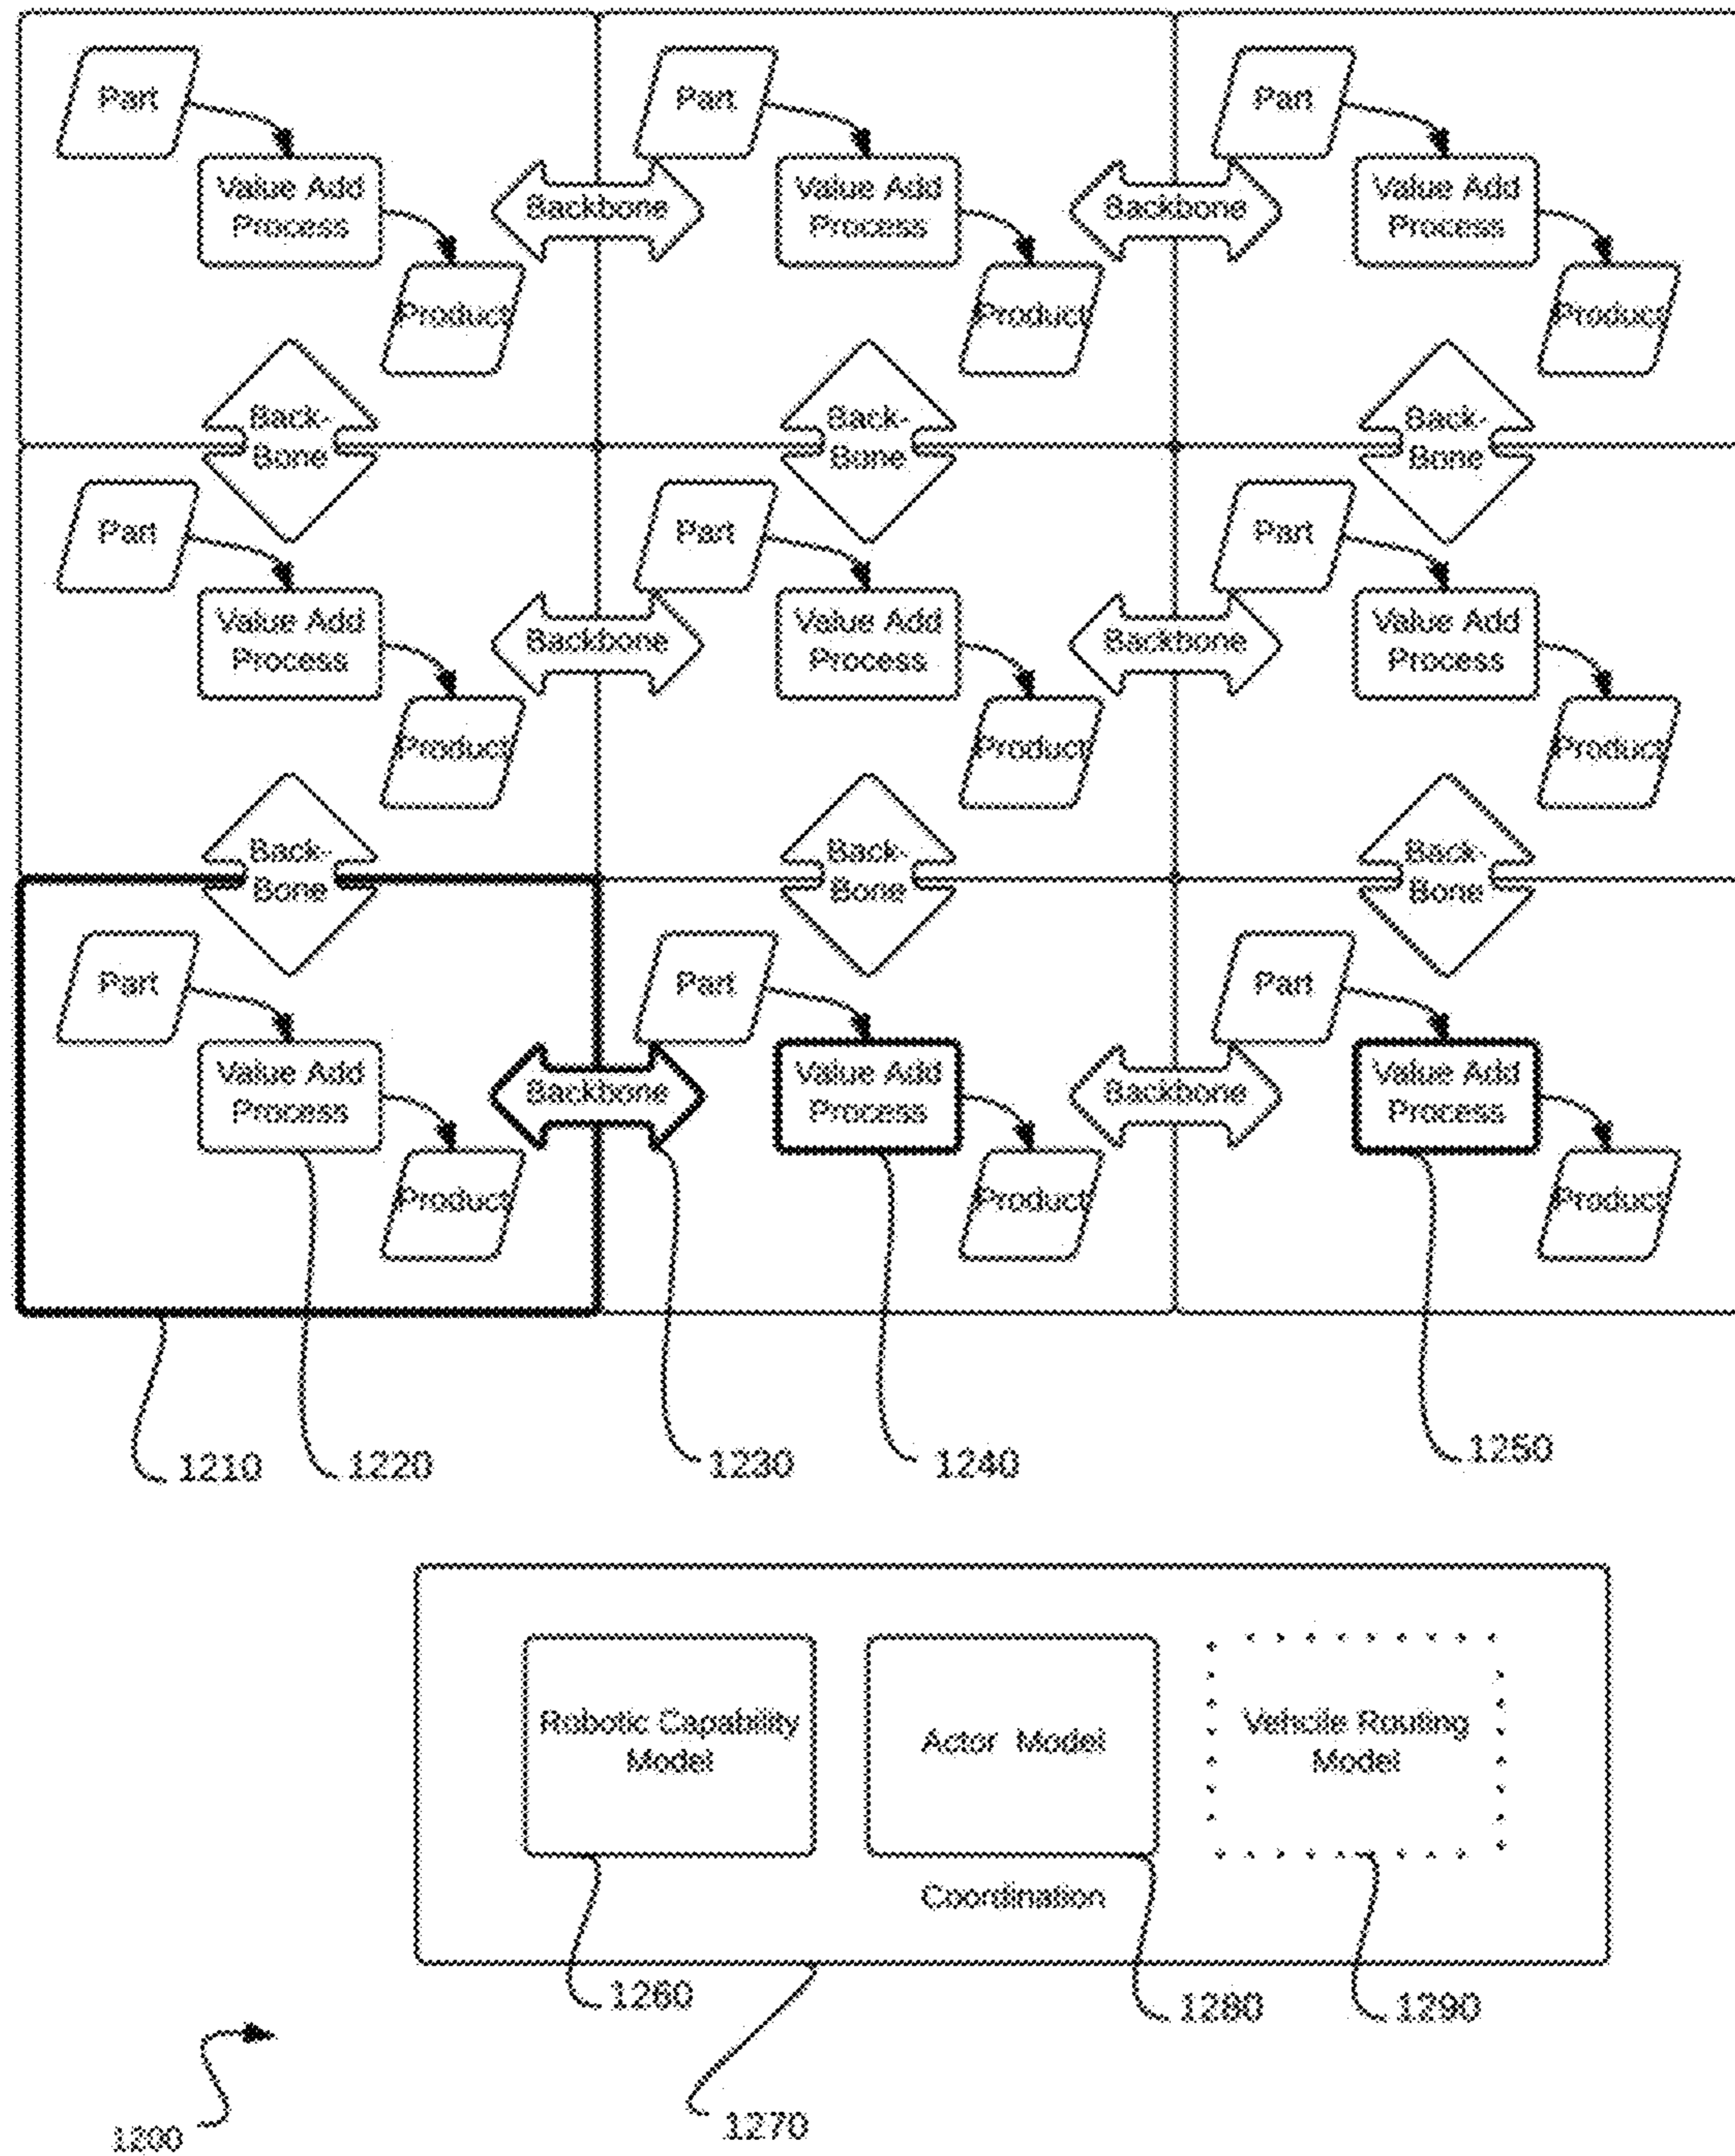 Part
Part
Part
Value Add
Process
Backbone
Value Add
Process
Backbone
Value Add
Process
Product
Product
Product
Back-
Bone
Back-
Bone
Back-
Bone
Part
Part
Part
Value Add
Process
Backbone
Value Add
Process
Backbone
Value Add
Process
Product
Product
Product
Back-
Bone
Back-
Bone
Back-
Bone
Part
Part
Part
Value Add
Process
Backbone
Value Add
Process
Backbone
Value Add
Process
Product
Product
Product
1210
1220
1230
1240
1250
Robotic Capability
Model
Actor Model
Vehcile Routing
Model
Coordination
1260
1280
1290
1200
1270